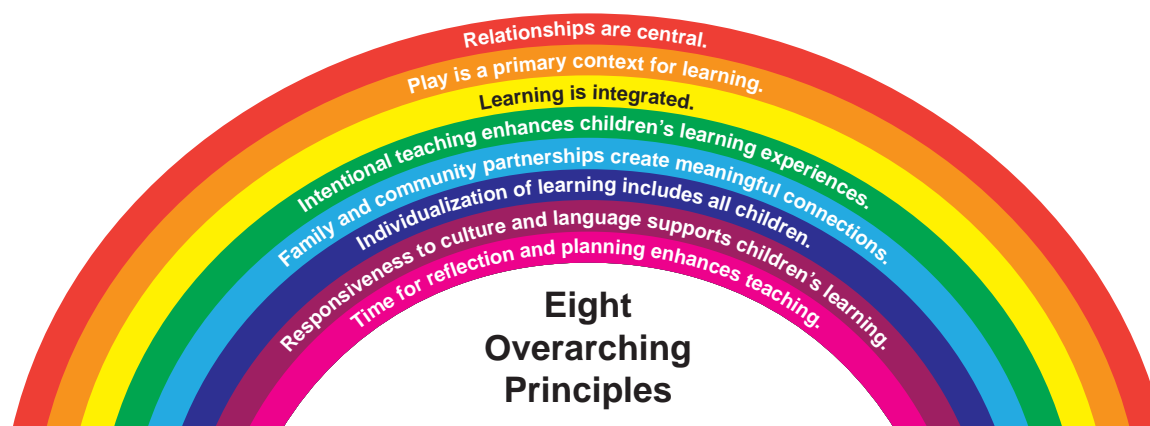 Relationships are central.
Play is a primary context for learning.
Learning is integrated.
Intentional teaching enhances children’s learning experiences.
Family and community partnerships create meaningful connections.
Individualization of learning includes all children.
Responsiveness to culture and language supports children’s learning.
Time for reflection and planning enhances teaching.
Eight
Overarching
Principles